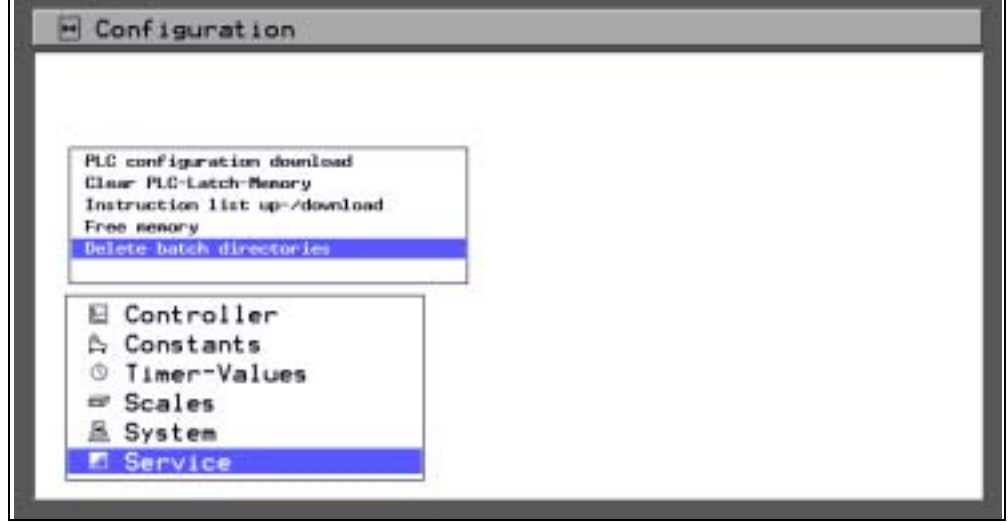 Configuration
PLC configuration download
Clear PLC-Latch-Memory
Instruction list up-/download
Free memory
Delete batch directories
Controller
Constants
Timer-Values
Scales
System
Service